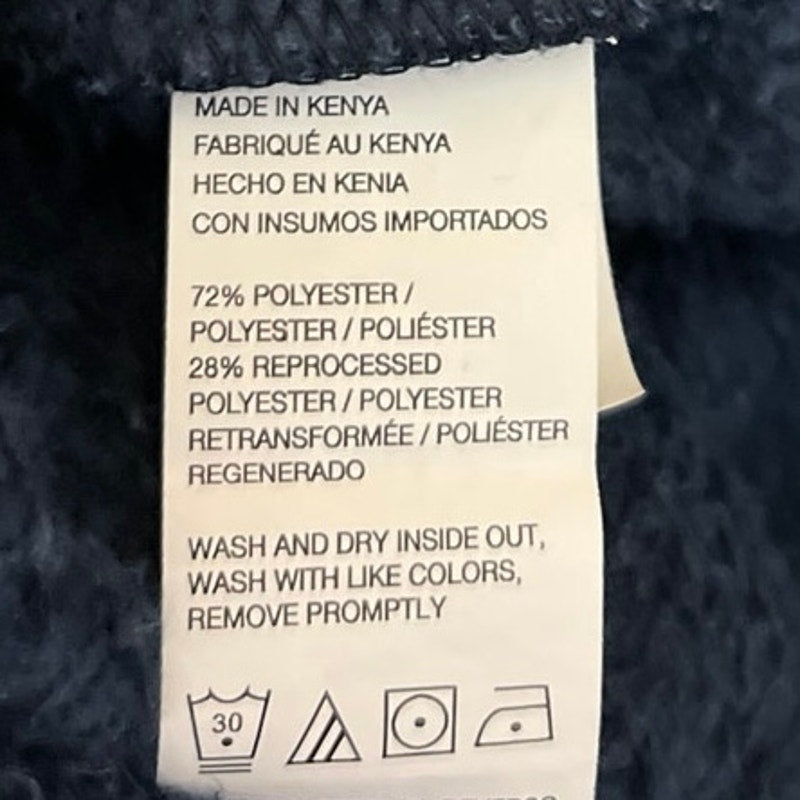 MADE IN KENYA
FABRIQUÉ AU KENYA
HECHO EN KENIA
CON INSUMOS IMPORTADOS
72% POLYESTER /
POLYESTER / POLIÉSTER
28% REPROCESSED
POLYESTER / POLYESTER
RETRANSFORMÉE / POLIÉSTER
REGENERADO
WASH AND DRY INSIDE OUT,
WASH WITH LIKE COLORS,
REMOVE PROMPTLY
30